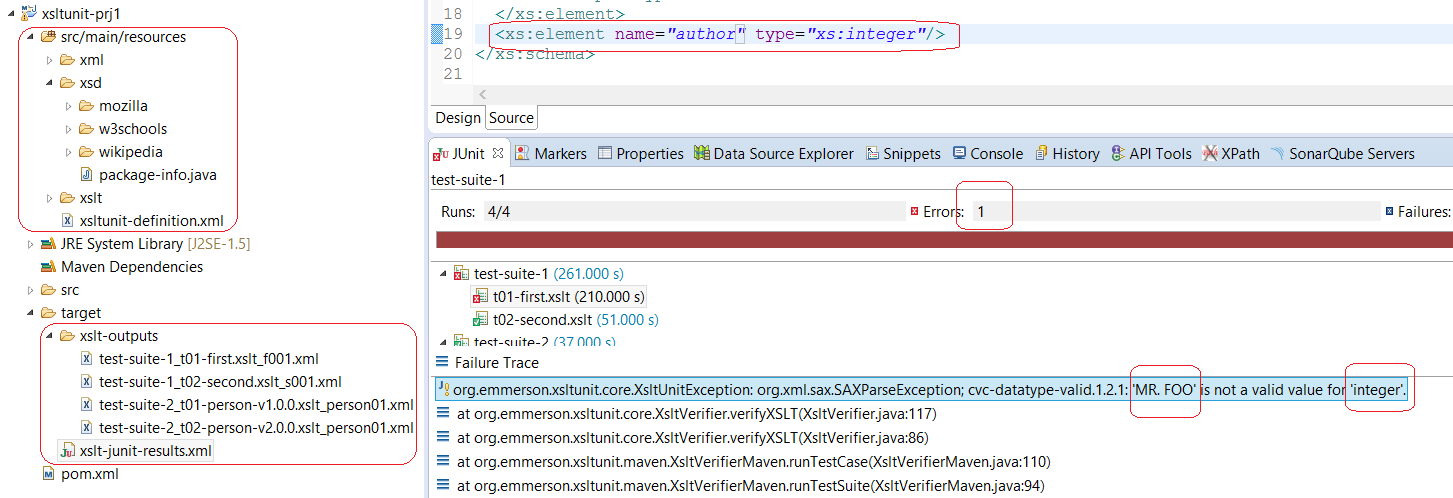 xsltunit-prj1
src/main/resources
xml
xsd
mozilla
w3schools
wikipedia
package-info.java
xslt
xsltunit-definition.xml
JRE System Library [J2SE-1.5]
Maven Dependencies
src
target
xslt-outputs
test-suite-1_t01-first.xslt_f001.xml
test-suite-1_t02-second.xslt_s001.xml
test-suite-2_t01-person-v1.0.0.xslt_person01.xml
test-suite-2_t02-person-v2.0.0.xslt_person01.xml
xslt-junit-results.xml
pom.xml
18 </xs:element>
19 <xs:element name="author" type="xs:integer"/>
20 </xs:schema>
21
Design Source
JUnit Markers Properties Data Source Explorer Snippets Console History API Tools XPath SonarQube Servers
test-suite-1
Runs: 4/4 Errors: 1 Failures:
test-suite-1 (261.000 s)
t01-first.xslt (210.000 s)
t02-second.xslt (51.000 s)
test-suite-2 (37.000 s)
Failure Trace
org.emmerson.xsltunit.core.XsltUnitException: org.xml.sax.SAXParseException; cvc-datatype-valid.1.2.1: 'MR. FOO' is not a valid value for 'integer'.
at org.emmerson.xsltunit.core.XsltVerifier.verifyXSLT(XsltVerifier.java:117)
at org.emmerson.xsltunit.core.XsltVerifier.verifyXSLT(XsltVerifier.java:86)
at org.emmerson.xsltunit.maven.XsltVerifierMaven.runTestCase(XsltVerifierMaven.java:110)
at org.emmerson.xsltunit.maven.XsltVerifierMaven.runTestSuite(XsltVerifierMaven.java:94)